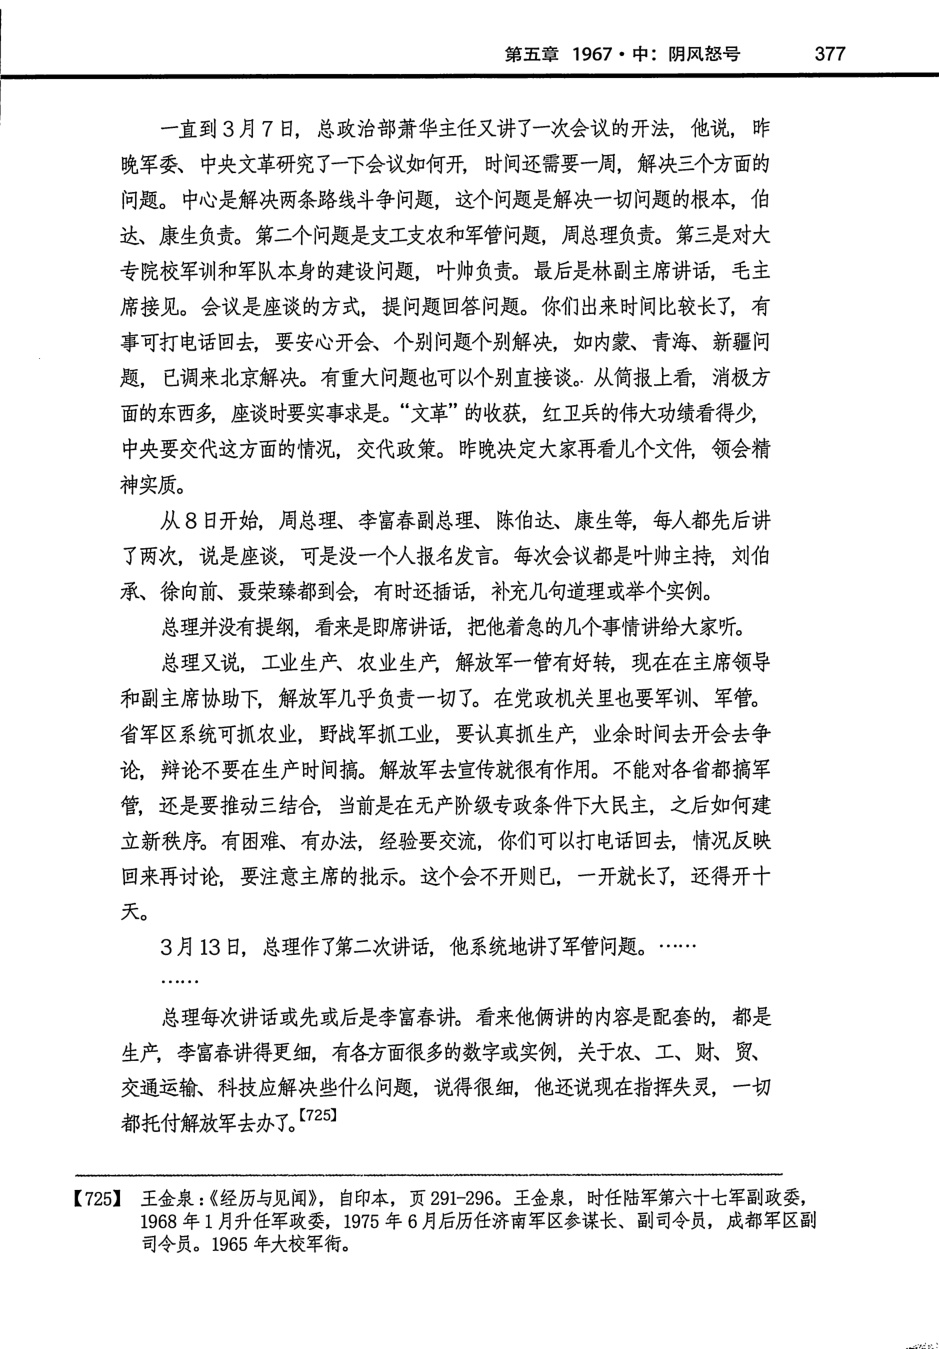 第五章 1967·中：阴风怒号 377
一直到3月7日，总政治部萧华主任又讲了一次会议的开法，他说，昨
晚军委、中央文革研究了一下会议如何开，时间还需要一周，解决三个方面的
问题。中心是解决两条路线斗争问题，这个问题是解决一切问题的根本，伯
达、康生负责。第二个问题是支工支农和军管问题，周总理负责。第三是对大
专院校军训和军队本身的建设问题，叶帅负责。最后是林副主席讲话，毛主
席接见。会议是座谈的方式，提问题回答问题。你们出来时间比较长了，有
事可打电话回去，要安心开会、个别问题个别解决，如内蒙、青海、新疆问
题，已调来北京解决。有重大问题也可以个别直接谈。从简报上看，消极方
面的东西多，座谈时要实事求是。“文革”的收获，红卫兵的伟大功绩看得少，
中央要交代这方面的情况，交代政策。昨晚决定大家再看几个文件，领会精
神实质。
从8日开始，周总理、李富春副总理、陈伯达、康生等，每人都先后讲
了两次，说是座谈，可是没一个人报名发言。每次会议都是叶帅主持，刘伯
承、徐向前、聂荣臻都到会，有时还插话，补充几句道理或举个实例。
总理并没有提纲，看来是即席讲话，把他着急的几个事情讲给大家听。
总理又说，工业生产、农业生产，解放军一管有好转，现在在主席领导
和副主席协助下，解放军几乎负责一切了。在党政机关里也要军训、军管。
省军区系统可抓农业，野战军抓工业，要认真抓生产，业余时间去开会去争
论，辩论不要在生产时间搞。解放军去宣传就很有作用。不能对各省都搞军
管，还是要推动三结合，当前是在无产阶级专政条件下大民主，之后如何建
立新秩序。有困难、有办法，经验要交流，你们可以打电话回去，情况反映
回来再讨论，要注意主席的批示。这个会不开则已，一开就长了，还得开十
天。
3月13日，总理作了第二次讲话，他系统地讲了军管问题。……
……
总理每次讲话或先或后是李富春讲。看来他俩讲的内容是配套的，都是
生产，李富春讲得更细，有各方面很多的数字或实例，关于农、工、财、贸、
交通运输、科技应解决些什么问题，说得很细，他还说现在指挥失灵，一切
都托付解放军去办了。【725】
【725】 王金泉：《经历与见闻》，自印本，页291-296。王金泉，时任陆军第六十七军副政委，
1968年1月升任军政委，1975年6月后历任济南军区参谋长、副司令员，成都军区副
司令员。1965年大校军衔。